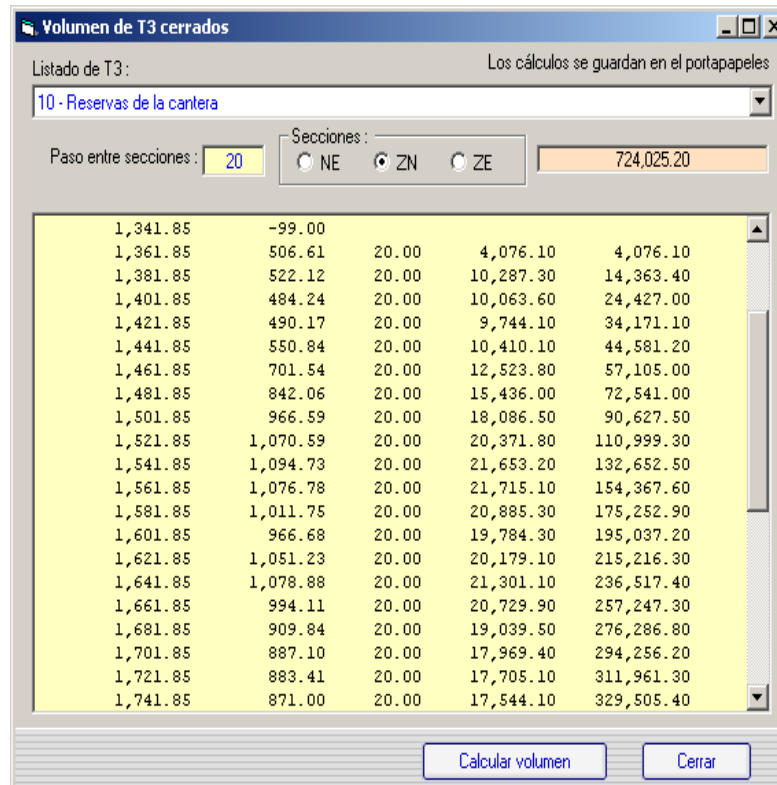 Volumen de T3 cerrados
Listado de T3 : Los cálculos se guardan en el portapapeles
10 - Reservas de la cantera
Secciones :
Paso entre secciones : 20 NE ZN ZE 724,025.20
1,341.85 -99.00
1,361.85 506.61 20.00 4,076.10 4,076.10
1,381.85 522.12 20.00 10,287.30 14,363.40
1,401.85 484.24 20.00 10,063.60 24,427.00
1,421.85 490.17 20.00 9,744.10 34,171.10
1,441.85 550.84 20.00 10,410.10 44,581.20
1,461.85 701.54 20.00 12,523.80 57,105.00
1,481.85 842.06 20.00 15,436.00 72,541.00
1,501.85 966.59 20.00 18,086.50 90,627.50
1,521.85 1,070.59 20.00 20,371.80 110,999.30
1,541.85 1,094.73 20.00 21,653.20 132,652.50
1,561.85 1,076.78 20.00 21,715.10 154,367.60
1,581.85 1,011.75 20.00 20,885.30 175,252.90
1,601.85 966.68 20.00 19,784.30 195,037.20
1,621.85 1,051.23 20.00 20,179.10 215,216.30
1,641.85 1,078.88 20.00 21,301.10 236,517.40
1,661.85 994.11 20.00 20,729.90 257,247.30
1,681.85 909.84 20.00 19,039.50 276,286.80
1,701.85 887.10 20.00 17,969.40 294,256.20
1,721.85 883.41 20.00 17,705.10 311,961.30
1,741.85 871.00 20.00 17,544.10 329,505.40
Calcular volumen Cerrar